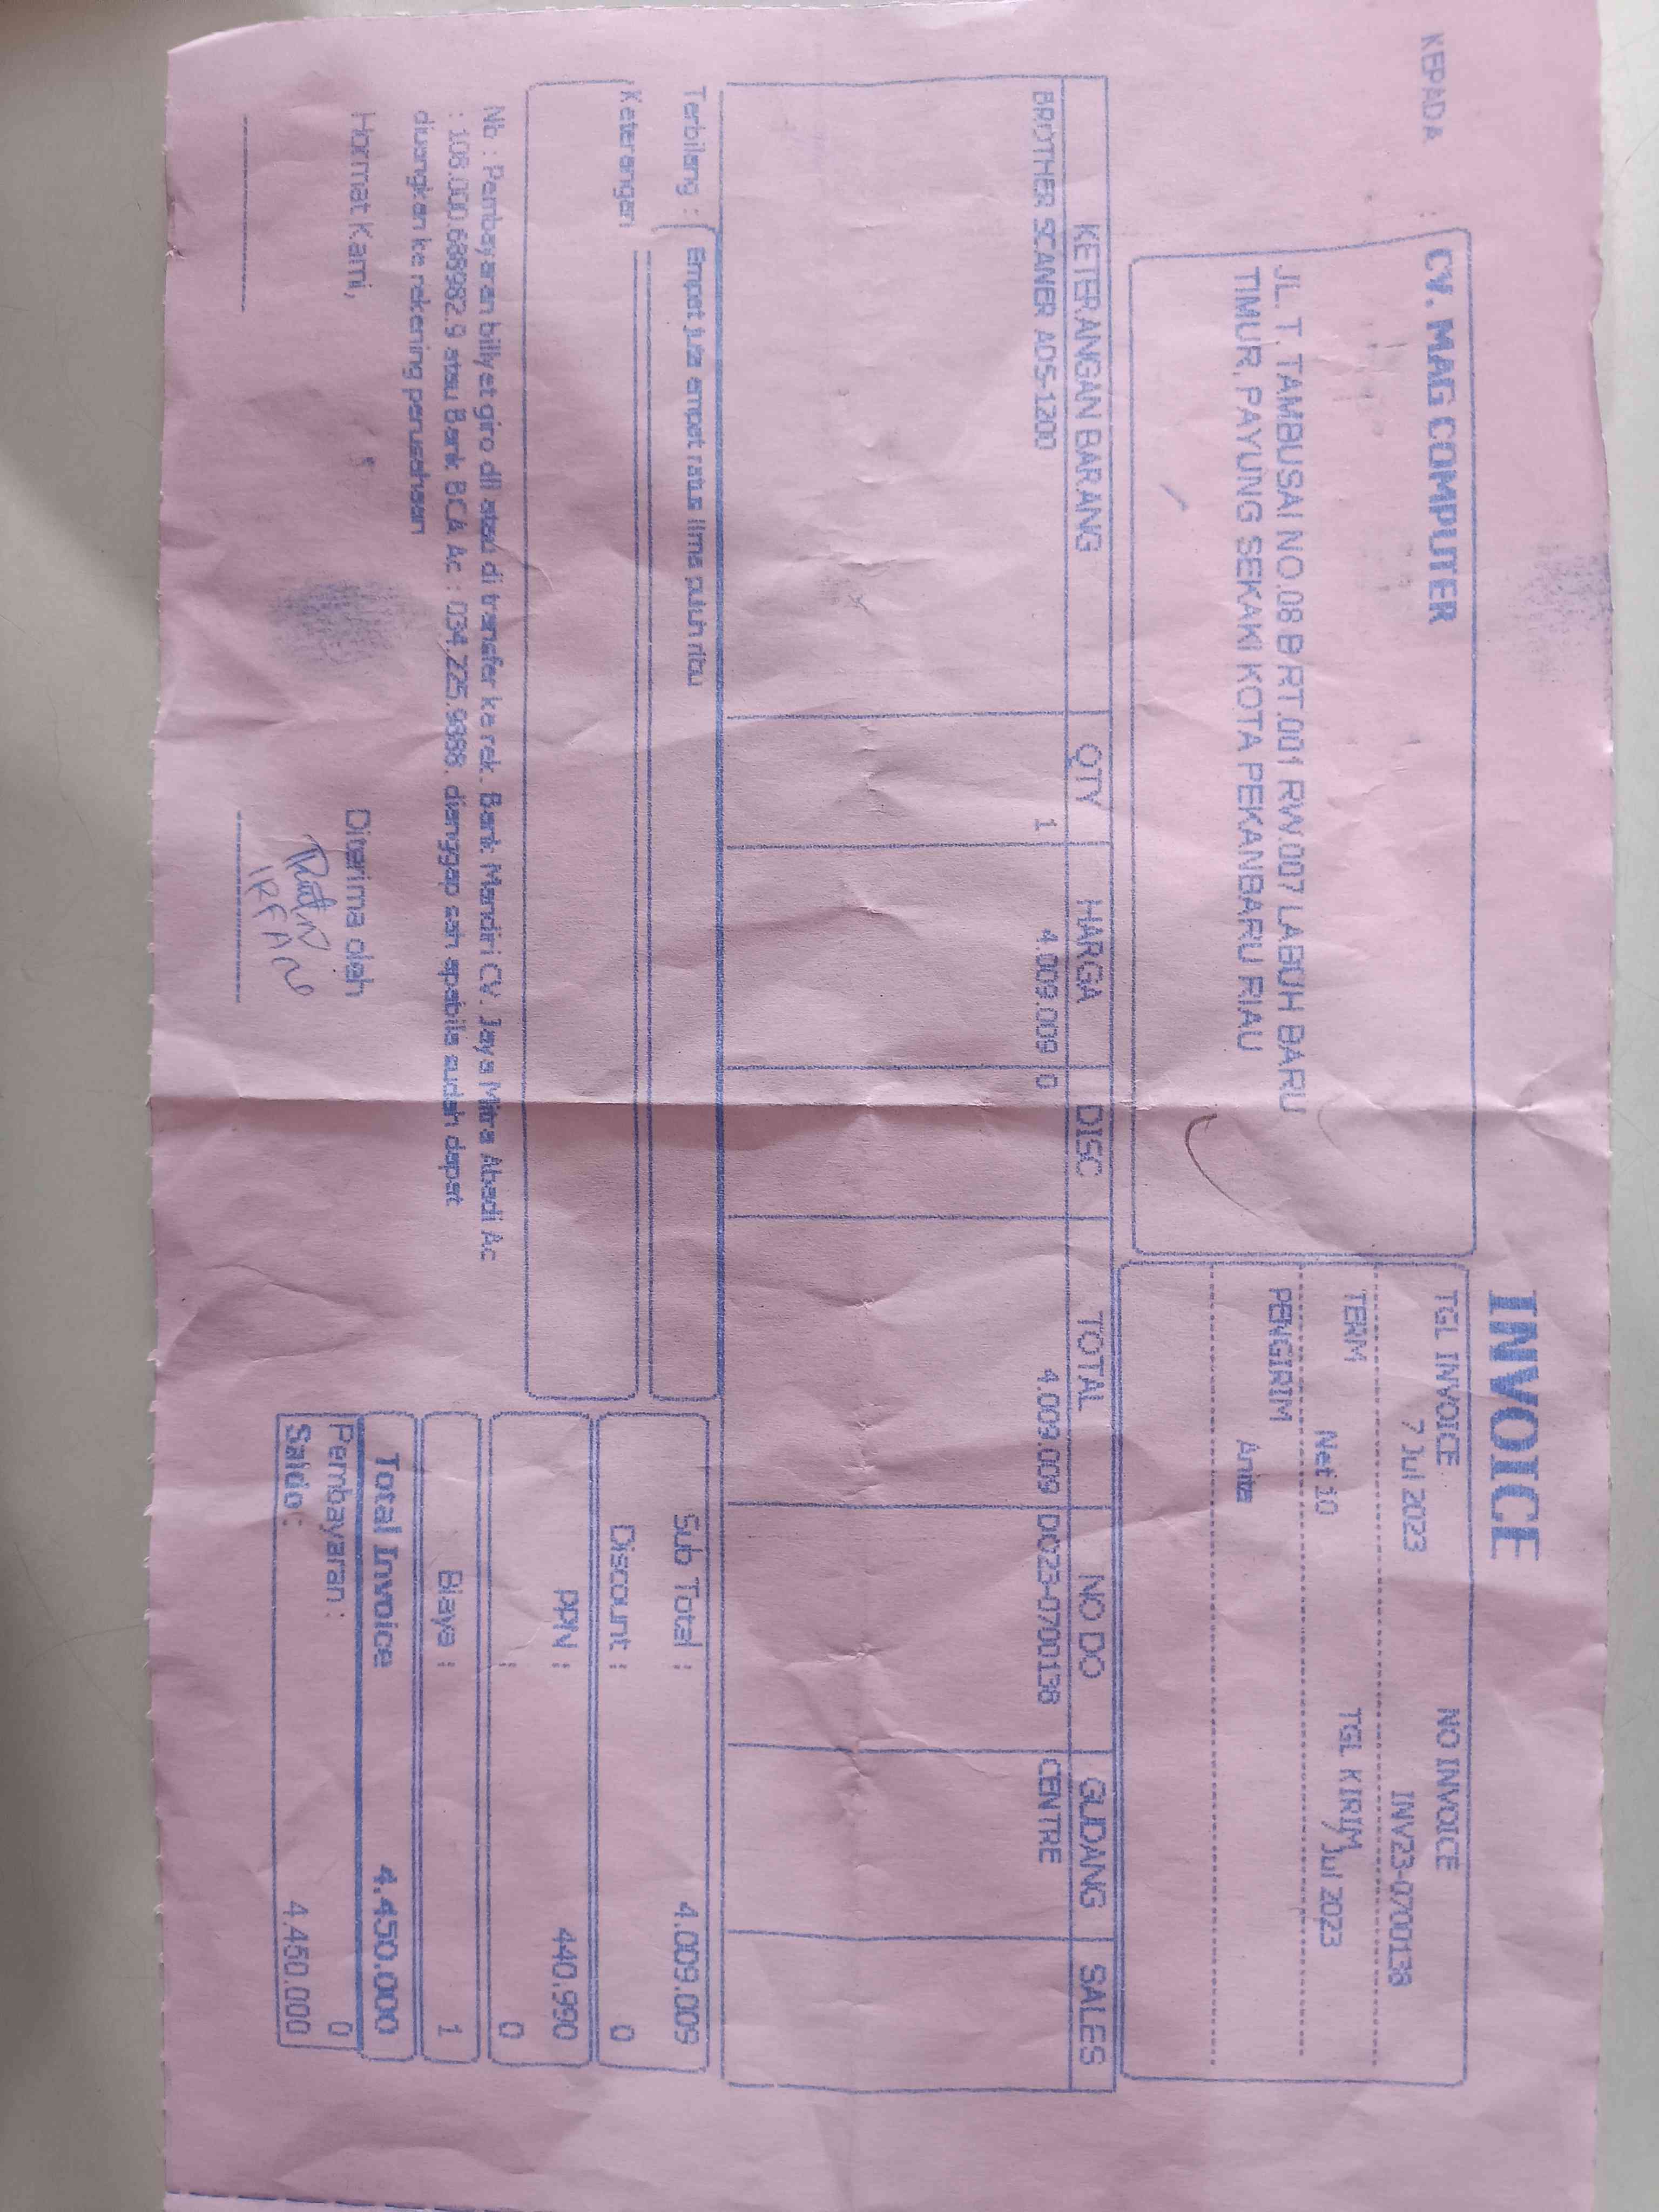 INVOICE
KEPADA :
CV. MAG COMPUTER
JL. T. TAMBUSAI NO.08 B RT.001 RW.007 LABUH BARU
TIMUR, PAYUNG SEKAKI KOTA PEKANBARU RIAU
TGL INVOICE NO INVOICE
7 Jul 2023 INV23-0700138
TERM TGL KIRIM
Net 10 7 Jul 2023
PENGIRIM
Anita
KETERANGAN BARANG QTY HARGA DISC TOTAL NO DO GUDANG SALES
BROTHER SCANER ADS-1200 1 4.009.009 0 4.009.009 DO23-0700138 CENTRE
Terbilang : Empat juta empat ratus lima puluh ribu
Keterangan
Sub Total : 4.009.009
Discount : 0
PPN : 440.990
: 0
Biaya : 1
Total Invoice 4.450.000
Pembayaran : 0
Saldo : 4.450.000
Nb : Pembayaran billyet giro dll atau di transfer ke rek. Bank Mandiri CV. Jaya Mitra Abadi Ac
: 108.000.688982.9 atau Bank BCA Ac : 034.225.9888. dianggap sah apabila sudah dapat
diuangkan ke rekening perusahaan
Hormat Kami,
Diterima oleh
IRFAN